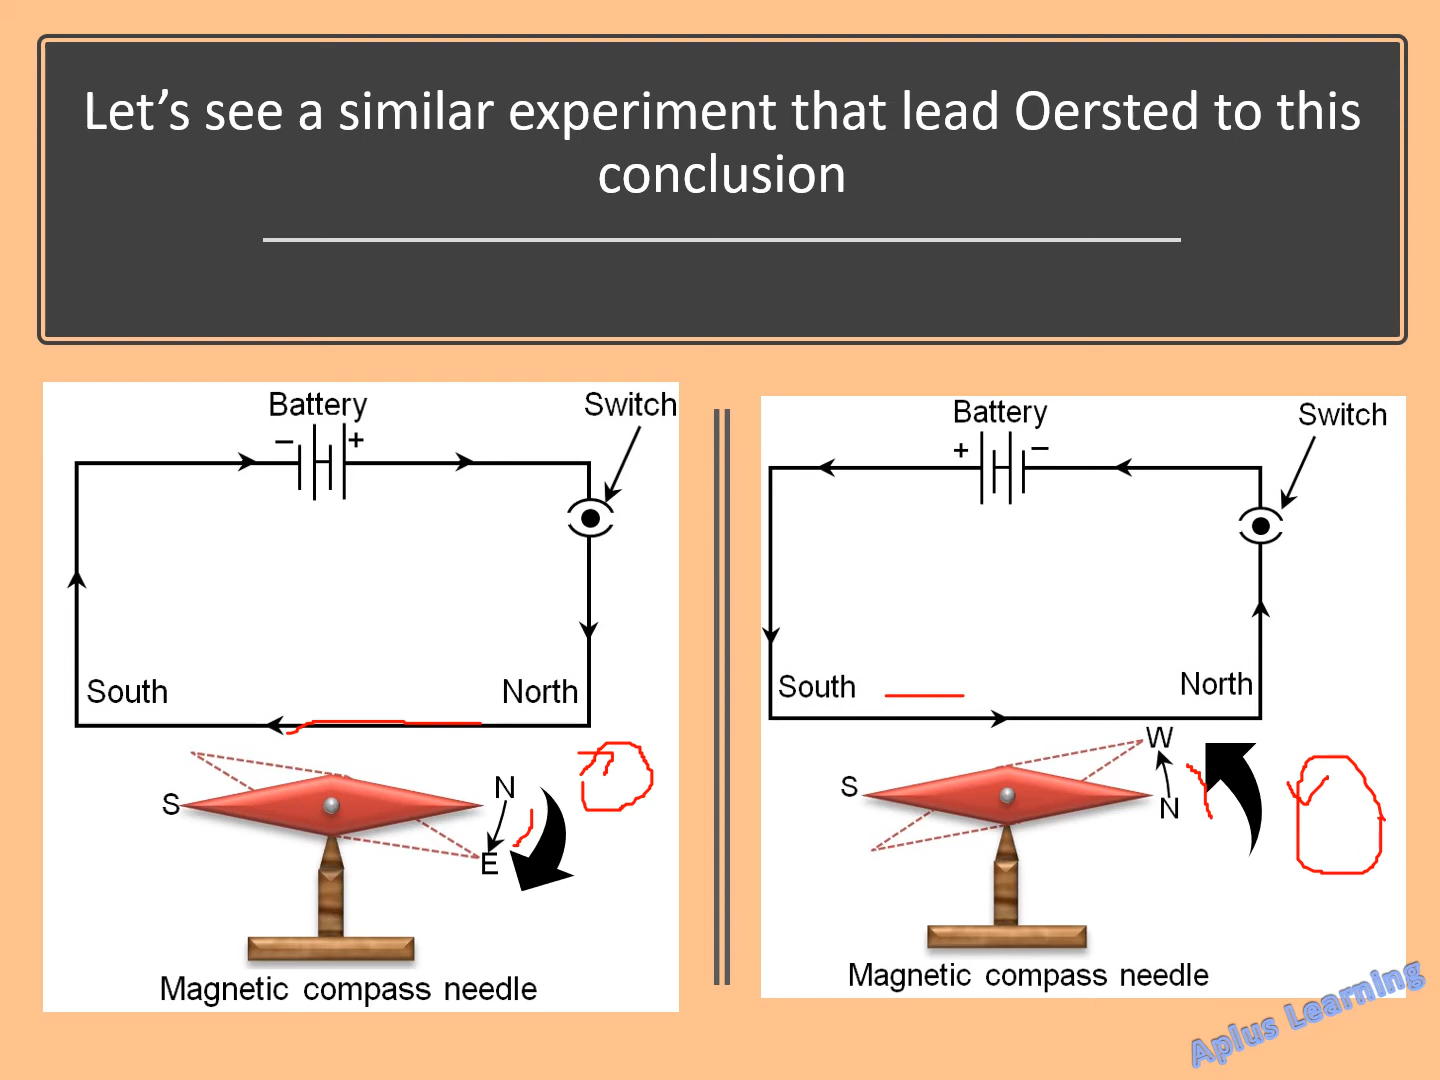 Let’s see a similar experiment that lead Oersted to this
conclusion
Battery
Switch
− +
South
North
S
N
E
Magnetic compass needle
Battery
Switch
+ −
South
North
W
S
N
Magnetic compass needle
Aplus Learning